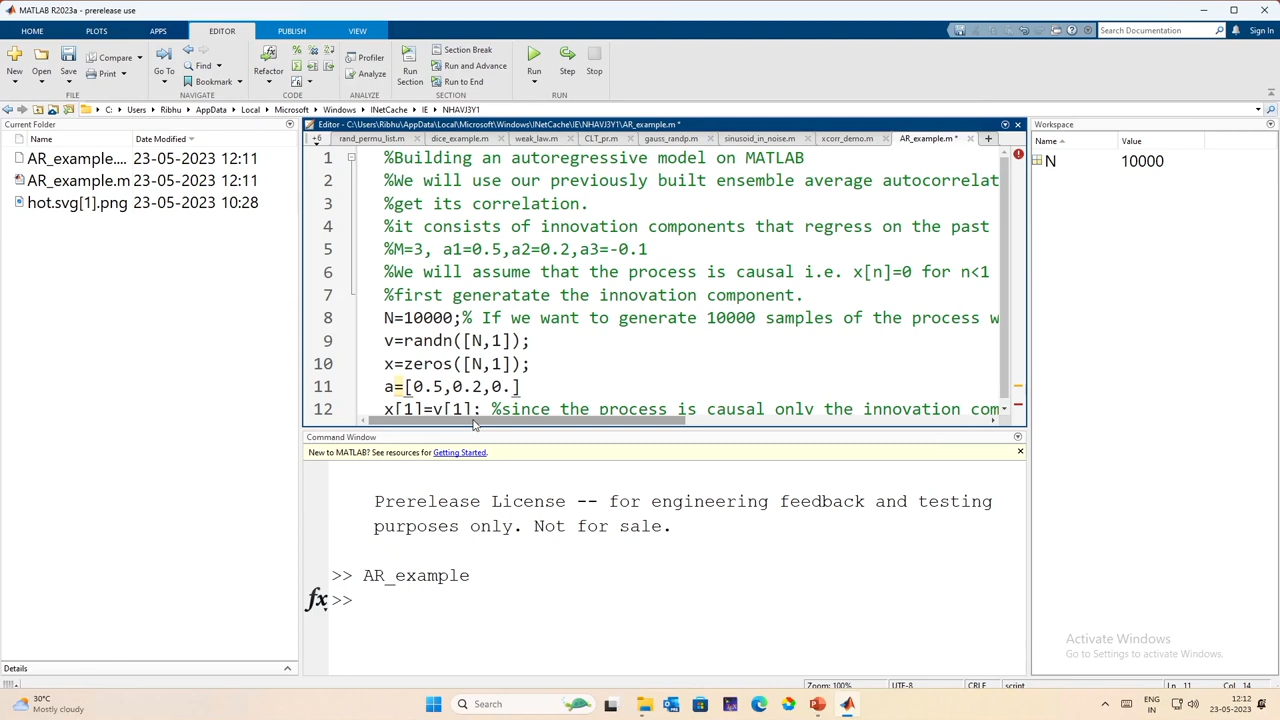 MATLAB R2023a - prerelease use
HOME PLOTS APPS EDITOR PUBLISH VIEW Search Documentation Sign In
New Open Save Compare Print Go To Find Bookmark Refactor Profiler Analyze Run Section Section Break Run and Advance Run to End Run Step Stop
FILE NAVIGATE CODE ANALYZE SECTION RUN
C: Users Ribhu AppData Local Microsoft Windows INetCache IE NHAVJ3Y1
Current Folder
Name Date Modified
AR_example.... 23-05-2023 12:11
AR_example.m 23-05-2023 12:11
hot.svg[1].png 23-05-2023 10:28
Details
Editor - C:\Users\Ribhu\AppData\Local\Microsoft\Windows\INetCache\IE\NHAVJ3Y1\AR_example.m *
+6 rand_permu_list.m dice_example.m weak_law.m CLT_pr.m gauss_randp.m sinusoid_in_noise.m xcorr_demo.m AR_example.m * +
1 %Building an autoregressive model on MATLAB
2 %We will use our previously built ensemble average autocorrelat
3 %get its correlation.
4 %it consists of innovation components that regress on the past
5 %M=3, a1=0.5,a2=0.2,a3=-0.1
6 %We will assume that the process is causal i.e. x[n]=0 for n<1
7 %first generatate the innovation component.
8 N=10000;% If we want to generate 10000 samples of the process w
9 v=randn([N,1]);
10 x=zeros([N,1]);
11 a=[0.5,0.2,0.]
12 x[1]=v[1]; %since the process is causal only the innovation com
Command Window
New to MATLAB? See resources for Getting Started.
Prerelease License -- for engineering feedback and testing
purposes only. Not for sale.
>> AR_example
fx >>
Workspace
Name Value
N 10000
Activate Windows
Go to Settings to activate Windows.
Zoom: 100% UTF-8 CRLF script Ln 11 Col 14
30°C
Mostly cloudy
Search
ENG
IN
12:12
23-05-2023